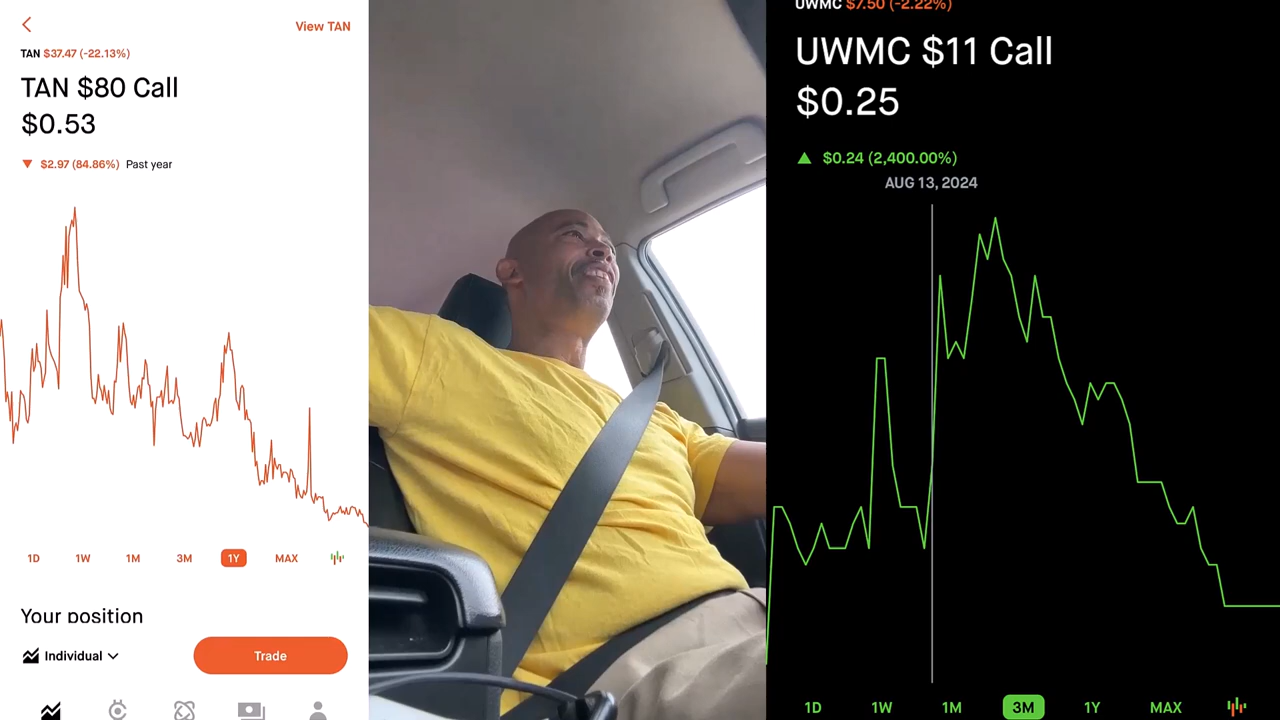 View TAN
TAN $37.47 (-22.13%)
TAN $80 Call
$0.53
▼ $2.97 (84.86%) Past year
1D 1W 1M 3M 1Y MAX
Your position
Individual
Trade
UWMC $7.50 (-2.22%)
UWMC $11 Call
$0.25
▲ $0.24 (2,400.00%)
AUG 13, 2024
1D 1W 1M 3M 1Y MAX